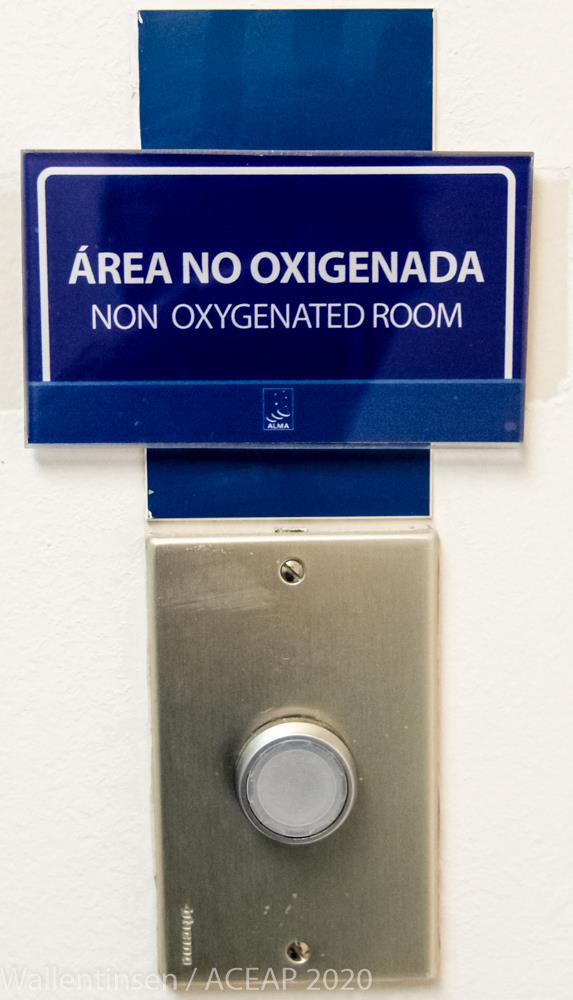 ÁREA NO OXIGENADA
NON OXYGENATED ROOM
ALMA
Wallentinsen / ACEAP 2020